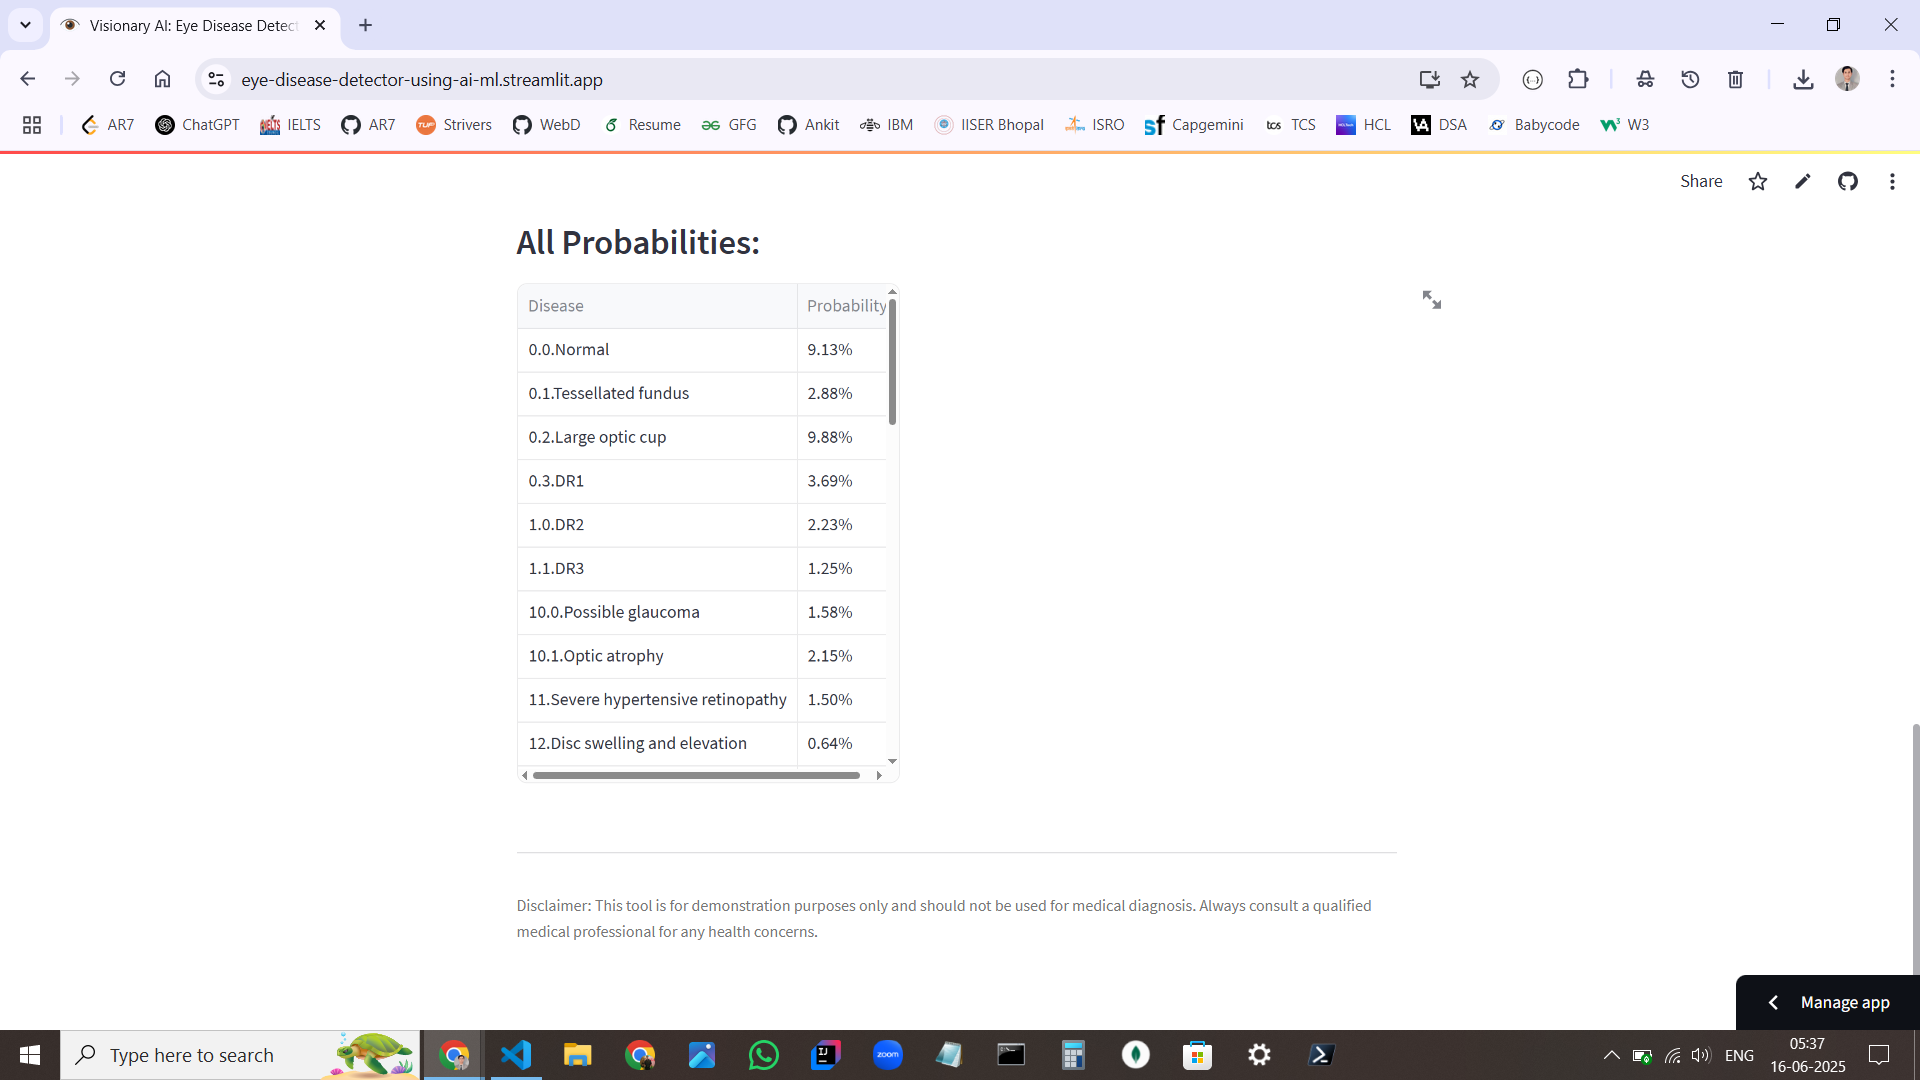 Visionary AI: Eye Disease Detect
eye-disease-detector-using-ai-ml.streamlit.app
AR7 ChatGPT IELTS AR7 Strivers WebD Resume GFG Ankit IBM IISER Bhopal ISRO Capgemini TCS HCL DSA Babycode W3
Share
All Probabilities:
Disease Probability
0.0.Normal 9.13%
0.1.Tessellated fundus 2.88%
0.2.Large optic cup 9.88%
0.3.DR1 3.69%
1.0.DR2 2.23%
1.1.DR3 1.25%
10.0.Possible glaucoma 1.58%
10.1.Optic atrophy 2.15%
11.Severe hypertensive retinopathy 1.50%
12.Disc swelling and elevation 0.64%
Disclaimer: This tool is for demonstration purposes only and should not be used for medical diagnosis. Always consult a qualified
medical professional for any health concerns.
Manage app
Type here to search
zoom
ENG
05:37
16-06-2025